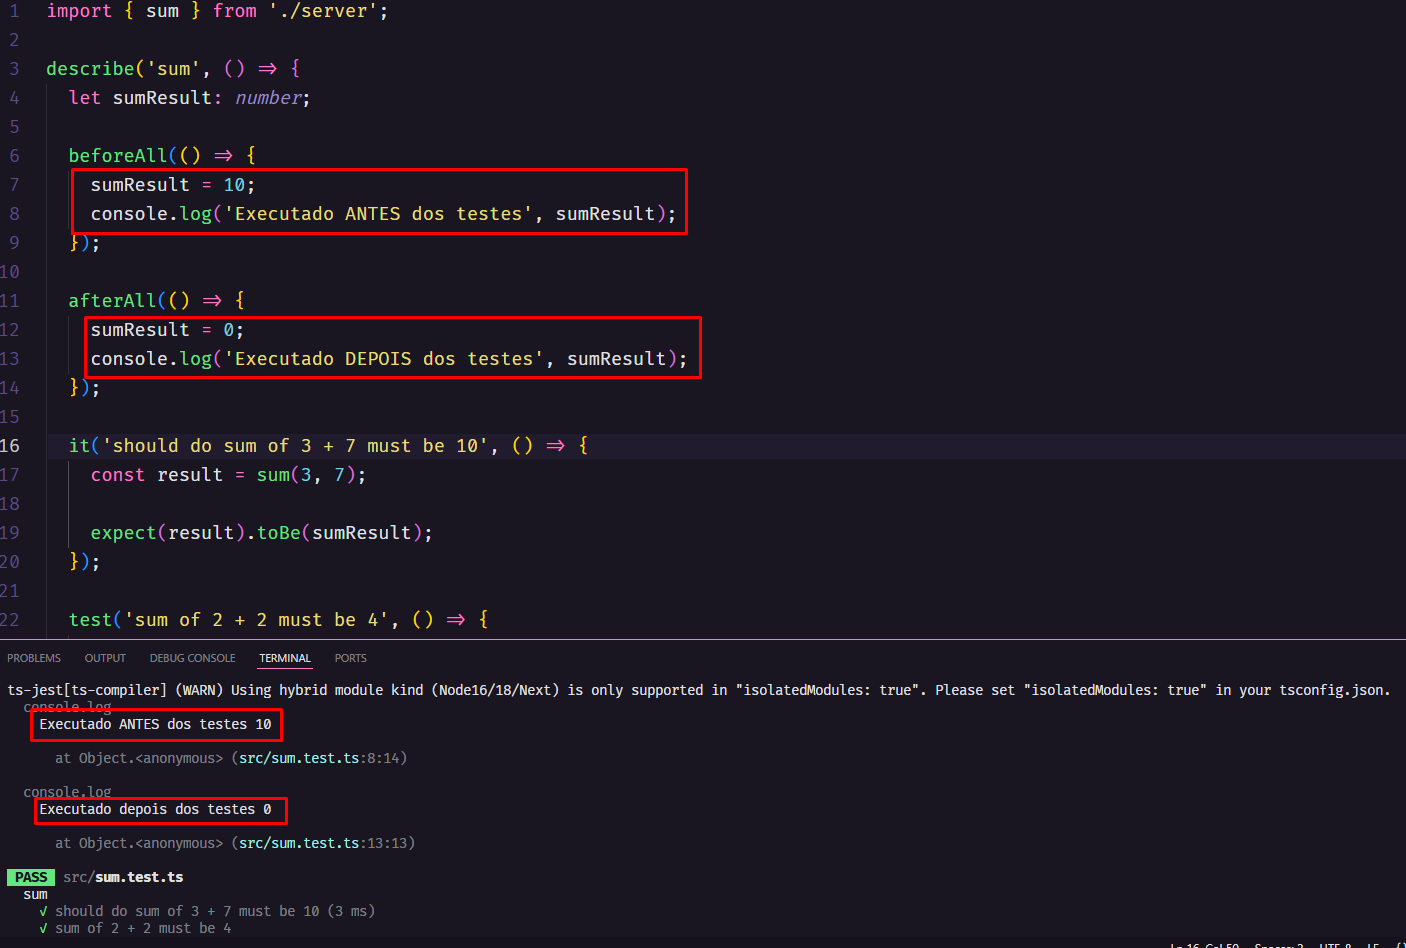 1 import { sum } from './server';
2
3 describe('sum', () => {
4 let sumResult: number;
5
6 beforeAll(() => {
7 sumResult = 10;
8 console.log('Executado ANTES dos testes', sumResult);
9 });
10
11 afterAll(() => {
12 sumResult = 0;
13 console.log('Executado DEPOIS dos testes', sumResult);
14 });
15
16 it('should do sum of 3 + 7 must be 10', () => {
17 const result = sum(3, 7);
18
19 expect(result).toBe(sumResult);
20 });
21
22 test('sum of 2 + 2 must be 4', () => {
PROBLEMS OUTPUT DEBUG CONSOLE TERMINAL PORTS
ts-jest[ts-compiler] (WARN) Using hybrid module kind (Node16/18/Next) is only supported in "isolatedModules: true". Please set "isolatedModules: true" in your tsconfig.json.
console.log
Executado ANTES dos testes 10
at Object.<anonymous> (src/sum.test.ts:8:14)
console.log
Executado depois dos testes 0
at Object.<anonymous> (src/sum.test.ts:13:13)
PASS src/sum.test.ts
sum
√ should do sum of 3 + 7 must be 10 (3 ms)
√ sum of 2 + 2 must be 4